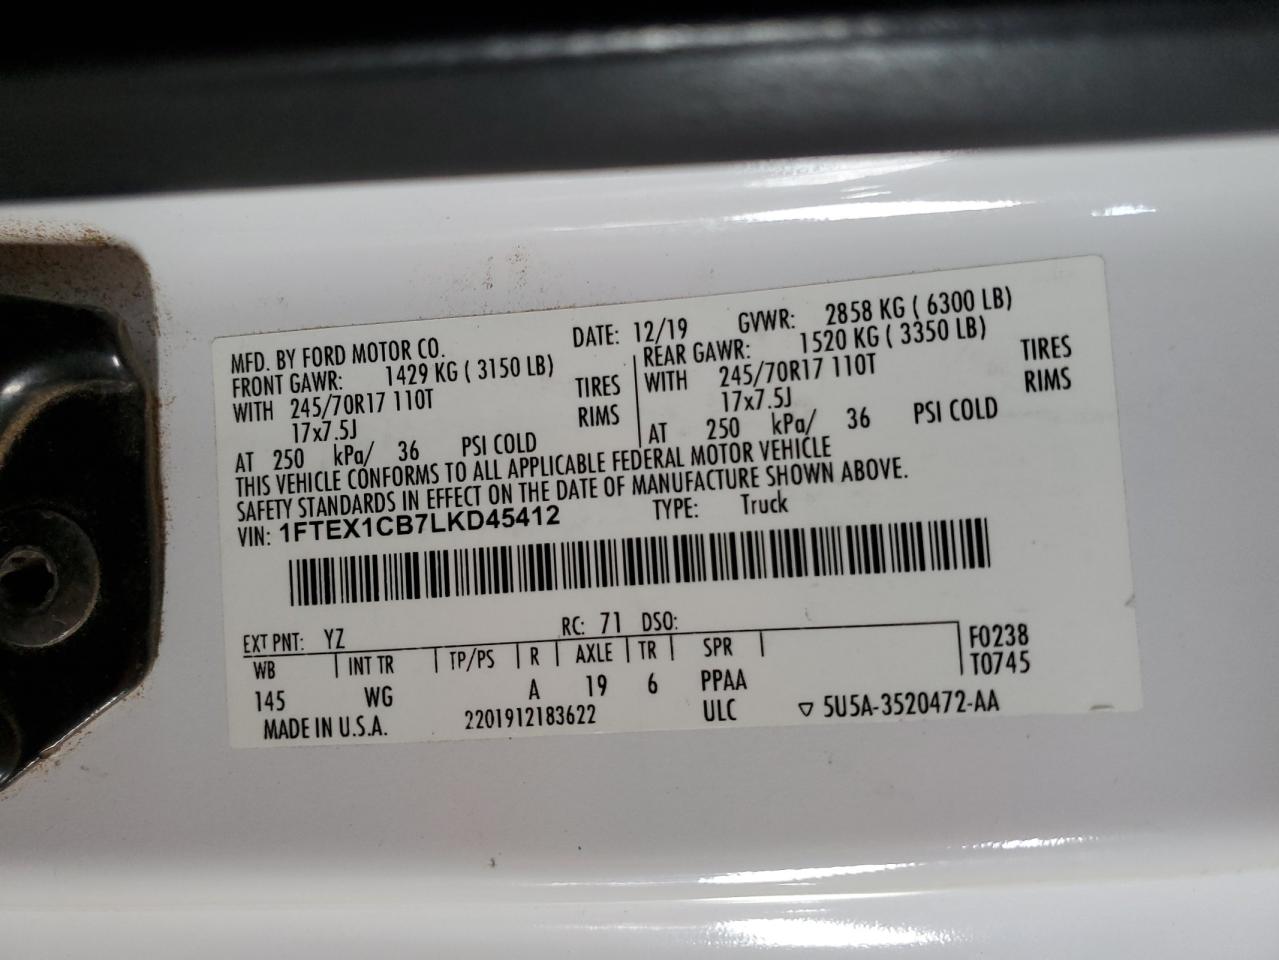 MFD. BY FORD MOTOR CO. DATE: 12/19 GVWR: 2858 KG ( 6300 LB)
FRONT GAWR: 1429 KG ( 3150 LB) REAR GAWR: 1520 KG ( 3350 LB)
WITH 245/70R17 110T TIRES WITH 245/70R17 110T TIRES
17x7.5J RIMS 17x7.5J RIMS
AT 250 kPa/ 36 PSI COLD AT 250 kPa/ 36 PSI COLD
THIS VEHICLE CONFORMS TO ALL APPLICABLE FEDERAL MOTOR VEHICLE
SAFETY STANDARDS IN EFFECT ON THE DATE OF MANUFACTURE SHOWN ABOVE.
VIN: 1FTEX1CB7LKD45412 TYPE: Truck
EXT PNT: YZ RC: 71 DSO:
WB INT TR TP/PS R AXLE TR SPR F0238
145 WG A 19 6 PPAA T0745
MADE IN U.S.A. 2201912183622 ULC ▽ 5U5A-3520472-AA